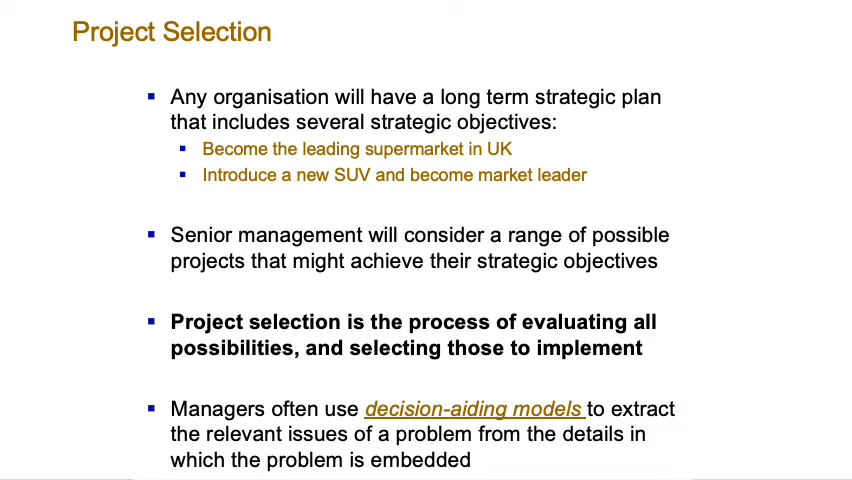 Project Selection
Any organisation will have a long term strategic plan
that includes several strategic objectives:
Become the leading supermarket in UK
Introduce a new SUV and become market leader
Senior management will consider a range of possible
projects that might achieve their strategic objectives
Project selection is the process of evaluating all
possibilities, and selecting those to implement
Managers often use decision-aiding models to extract
the relevant issues of a problem from the details in
which the problem is embedded